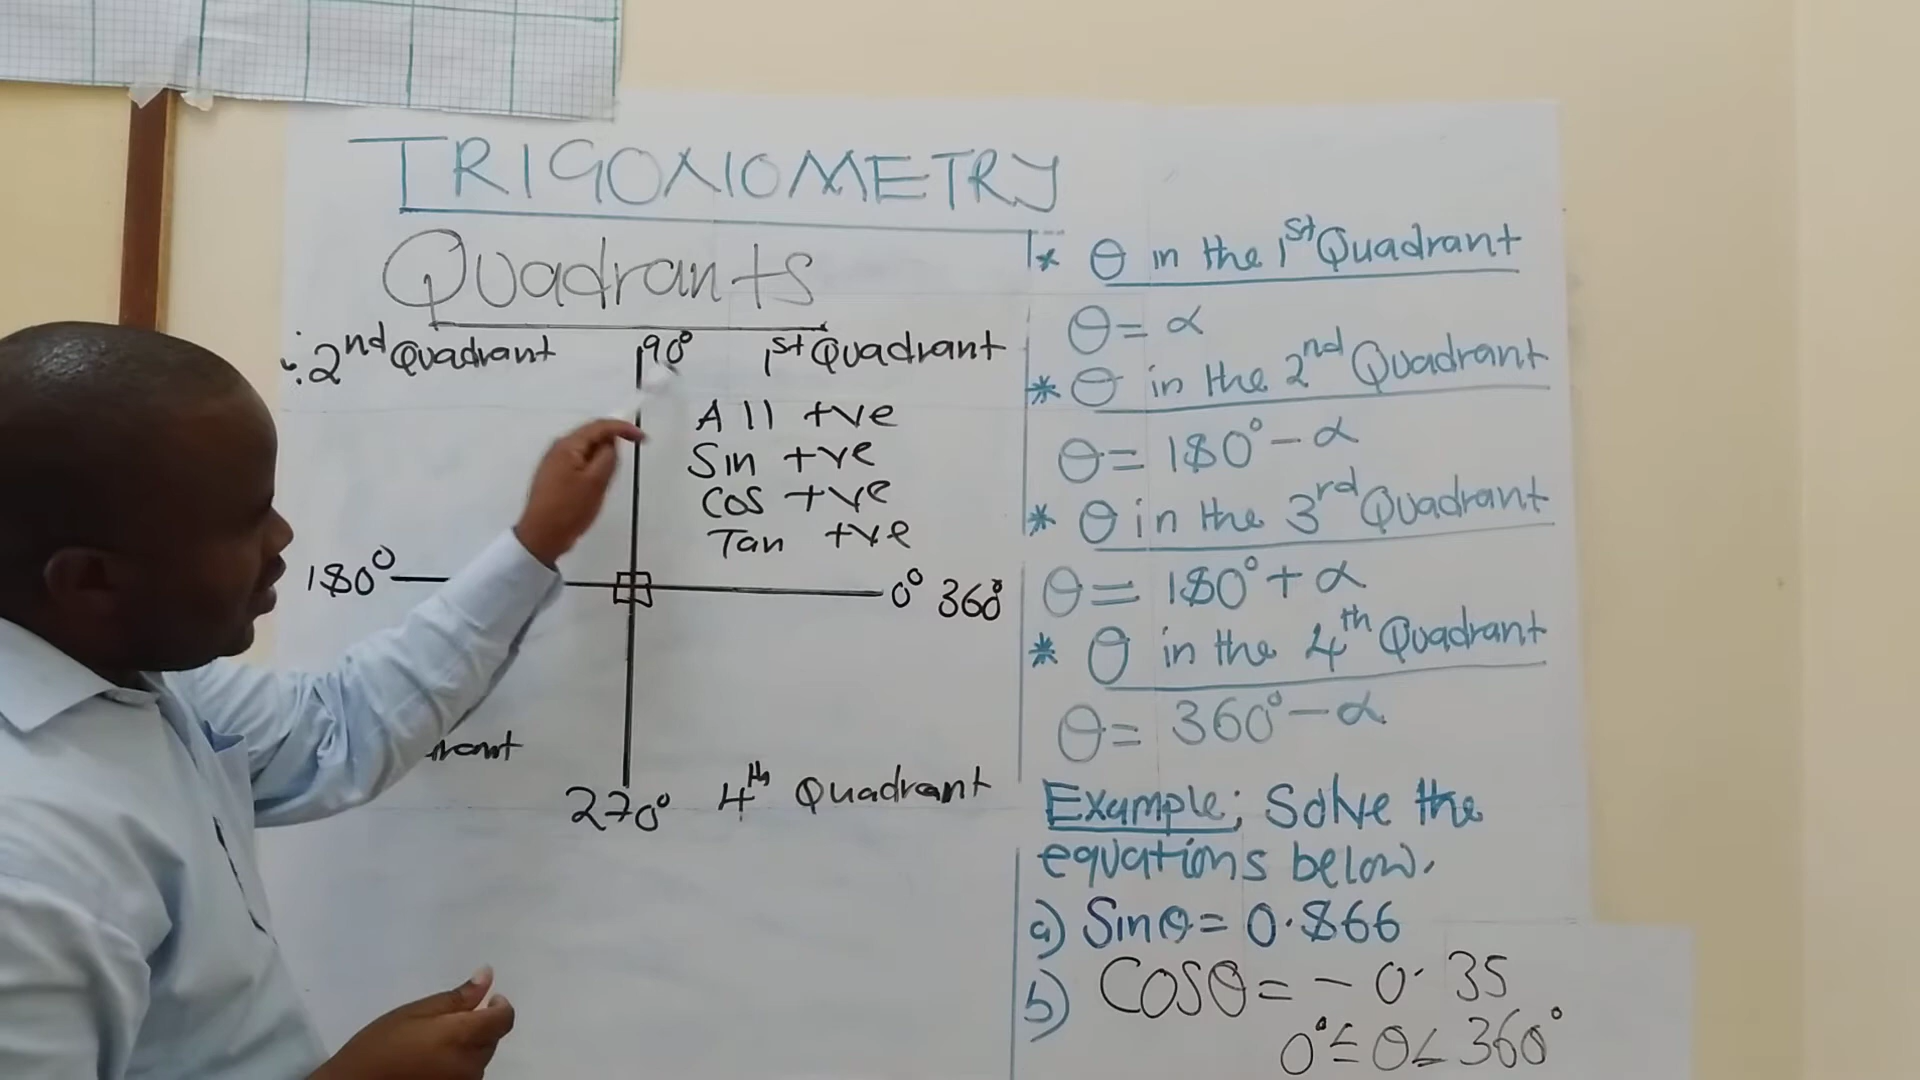 TRIGONOMETRY
Quadrants
2nd Quadrant 90° 1st Quadrant
All +ve
Sin +ve
Cos +ve
Tan +ve
180° 0° 360°
270° 4th Quadrant
* θ in the 1st Quadrant
θ = α
* θ in the 2nd Quadrant
θ = 180° - α
* θ in the 3rd Quadrant
θ = 180° + α
* θ in the 4th Quadrant
θ = 360° - α
Example; Solve the
equations below.
a) Sinθ = 0.866
b) Cosθ = - 0.35
0° ≤ θ ≤ 360°